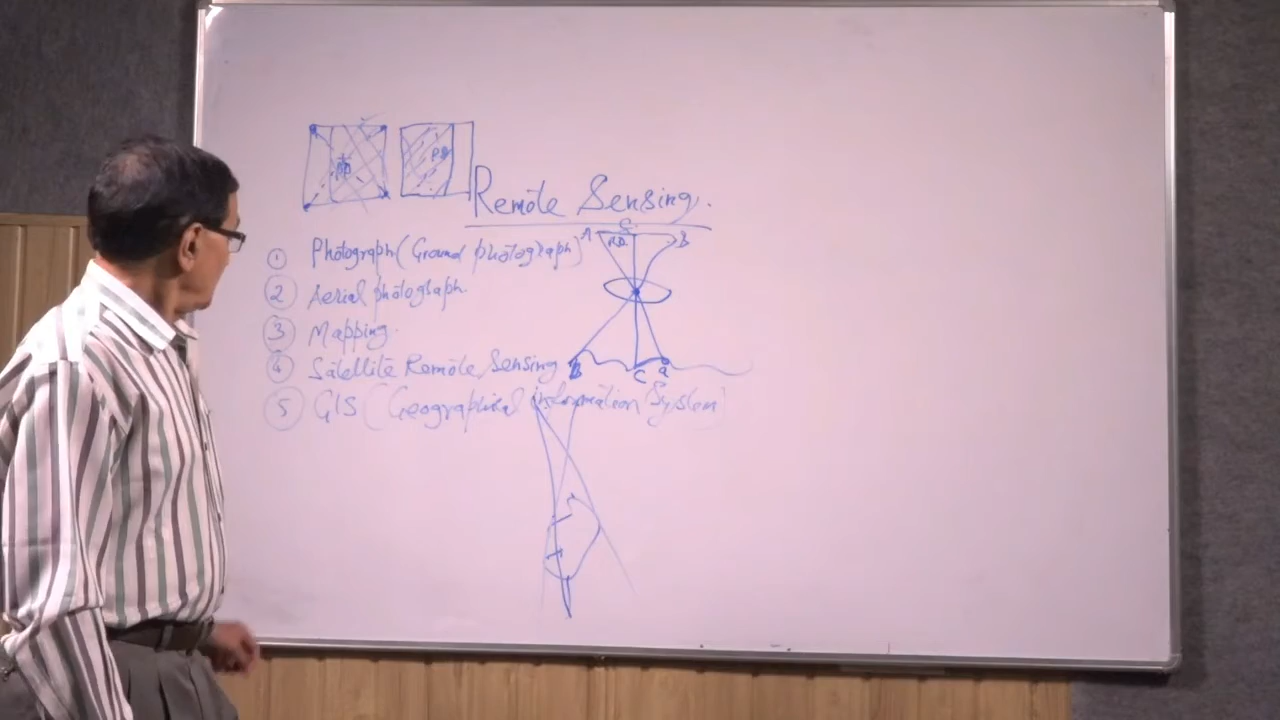 PP
Remote Sensing.
① Photograph (Ground photograph)
② Aerial photograph.
③ Mapping.
④ Satellite Remote Sensing
⑤ GIS (Geographical Information System)
A
B
C
a